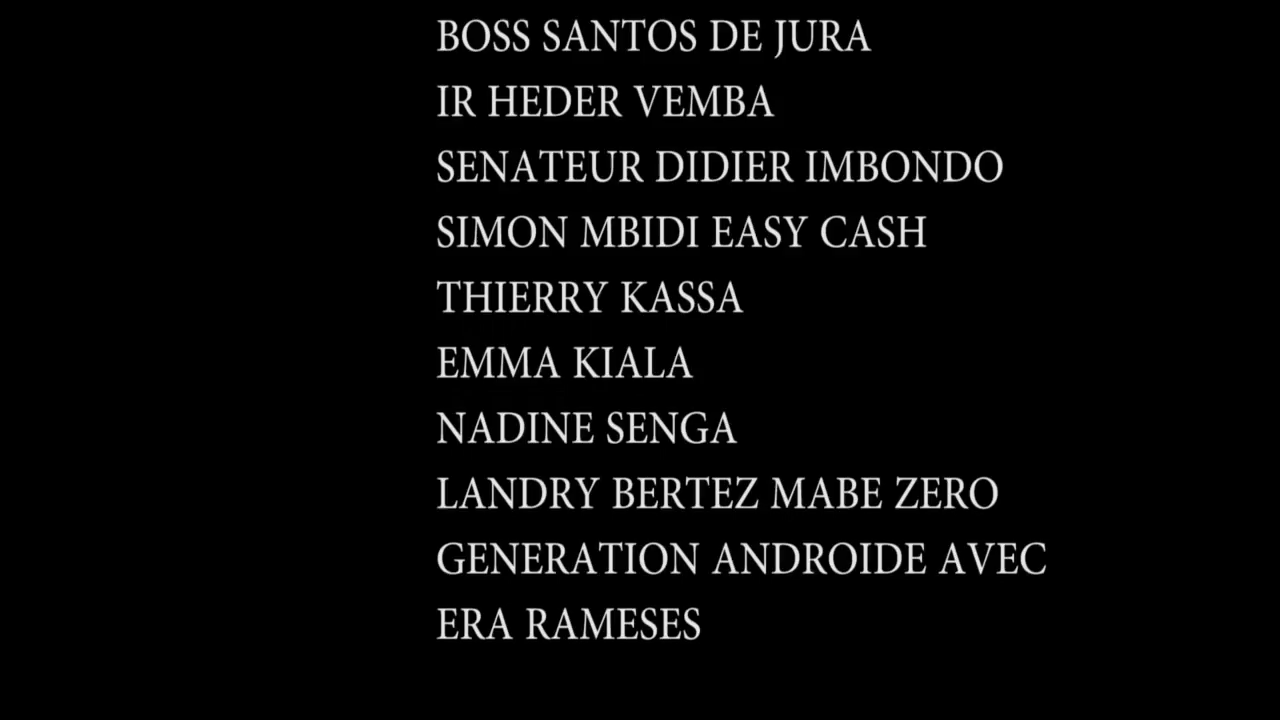 BOSS SANTOS DE JURA
IR HEDER VEMBA
SENATEUR DIDIER IMBONDO
SIMON MBIDI EASY CASH
THIERRY KASSA
EMMA KIALA
NADINE SENGA
LANDRY BERTEZ MABE ZERO
GENERATION ANDROIDE AVEC
ERA RAMESES